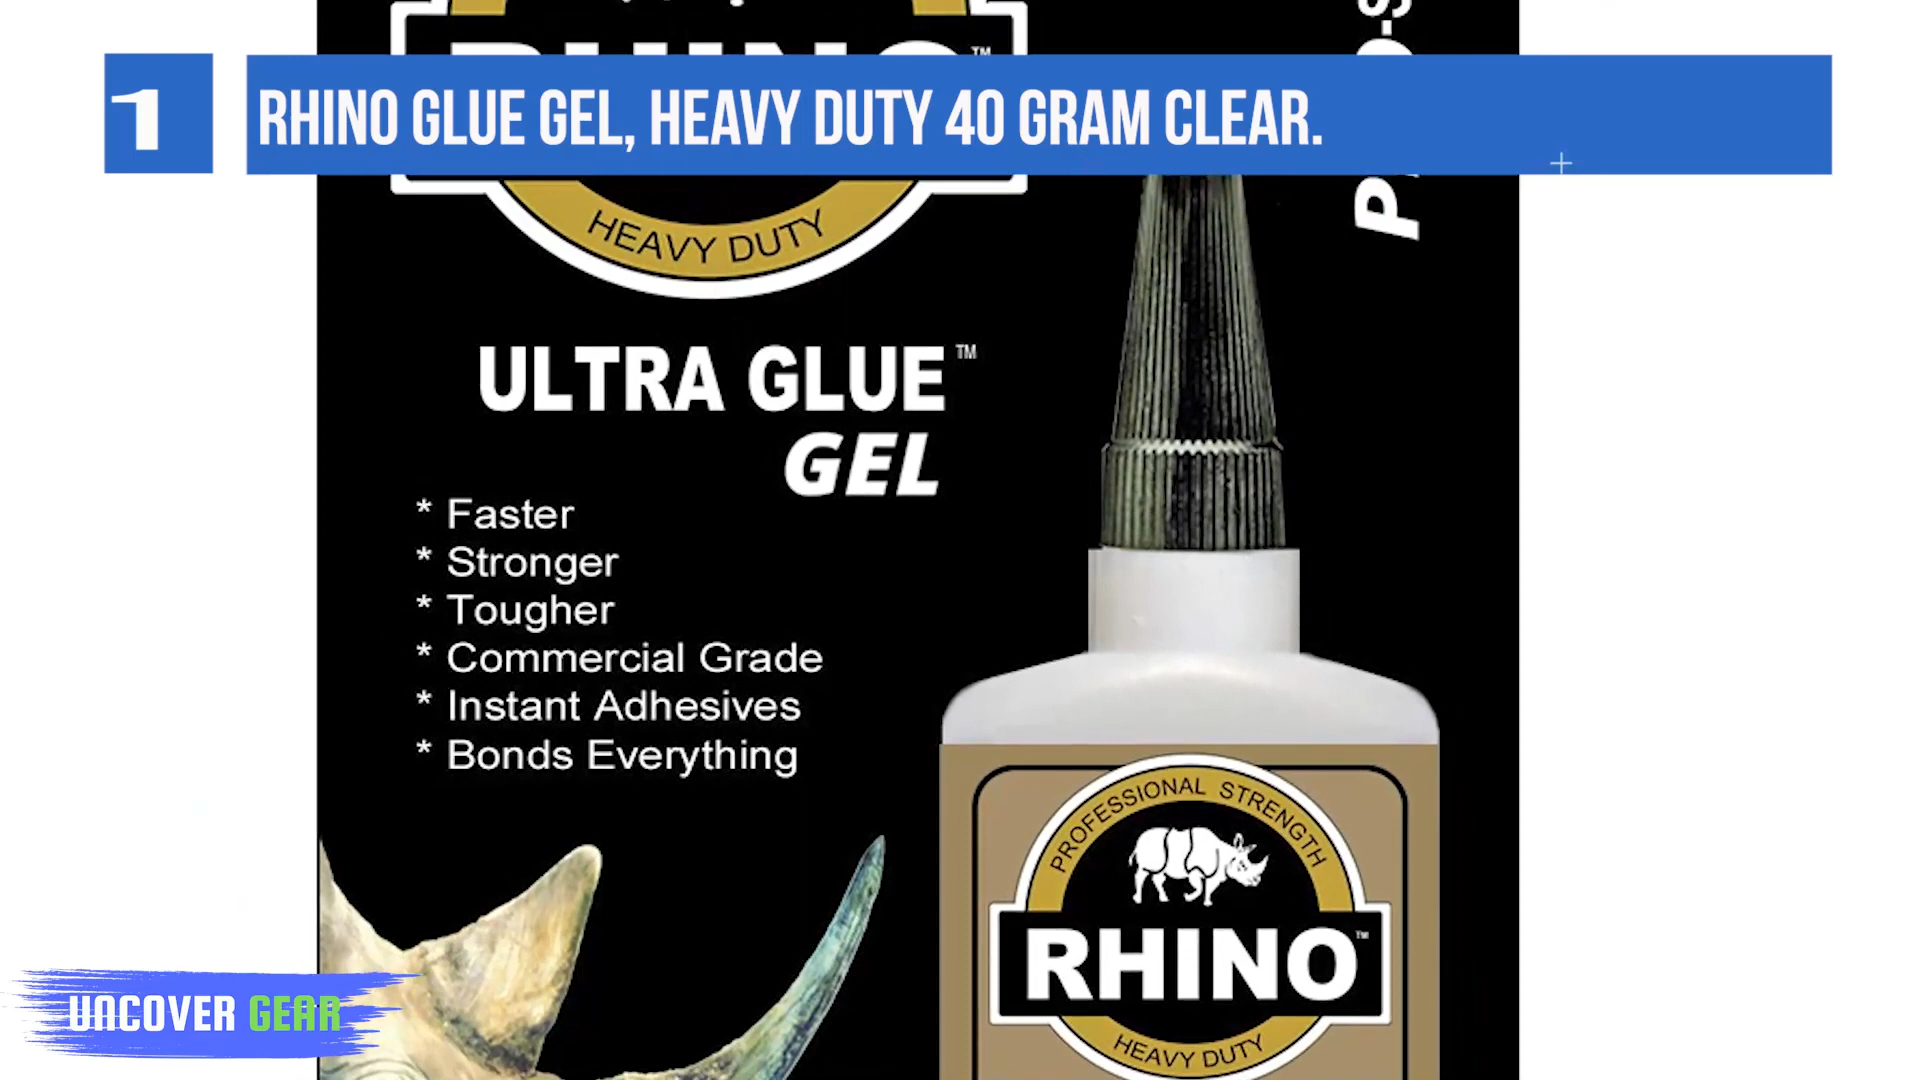 1
RHINO GLUE GEL, HEAVY DUTY 40 GRAM CLEAR.
™
HEAVY DUTY
ULTRA GLUE™
GEL
* Faster
* Stronger
* Tougher
* Commercial Grade
* Instant Adhesives
* Bonds Everything
PROFESSIONAL STRENGTH
RHINO™
HEAVY DUTY
UNCOVER GEAR